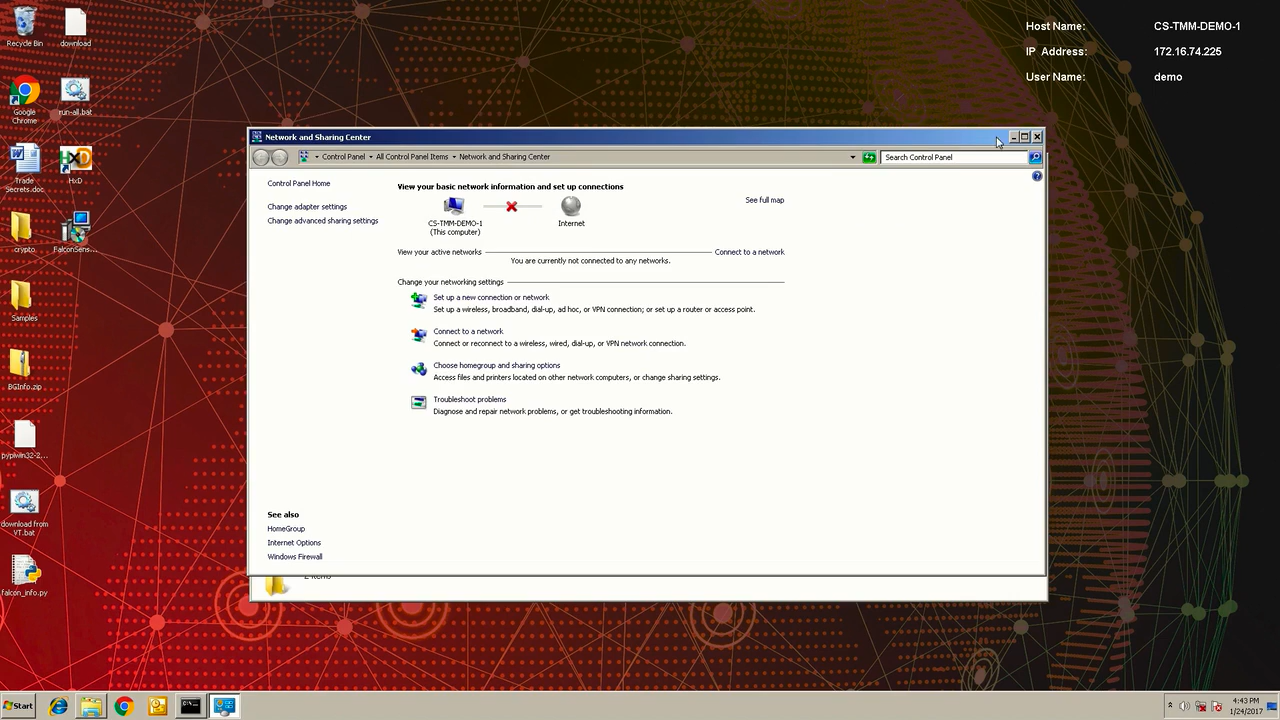 Host Name: CS-TMM-DEMO-1
IP Address: 172.16.74.225
User Name: demo
Recycle Bin
download
Google Chrome
run-all.bat
Trade Secrets.doc
HxD
crypto
FalconSens...
Samples
BGInfo.zip
pyplwin32-2...
download from VT.bat
falcon_info.py
Network and Sharing Center
Control Panel
All Control Panel Items
Network and Sharing Center
Search Control Panel
Control Panel Home
Change adapter settings
Change advanced sharing settings
View your basic network information and set up connections
See full map
CS-TMM-DEMO-1
(This computer)
Internet
View your active networks
Connect to a network
You are currently not connected to any networks.
Change your networking settings
Set up a new connection or network
Set up a wireless, broadband, dial-up, ad hoc, or VPN connection; or set up a router or access point.
Connect to a network
Connect or reconnect to a wireless, wired, dial-up, or VPN network connection.
Choose homegroup and sharing options
Access files and printers located on other network computers, or change sharing settings.
Troubleshoot problems
Diagnose and repair network problems, or get troubleshooting information.
See also
HomeGroup
Internet Options
Windows Firewall
Start
4:43 PM
1/24/2017